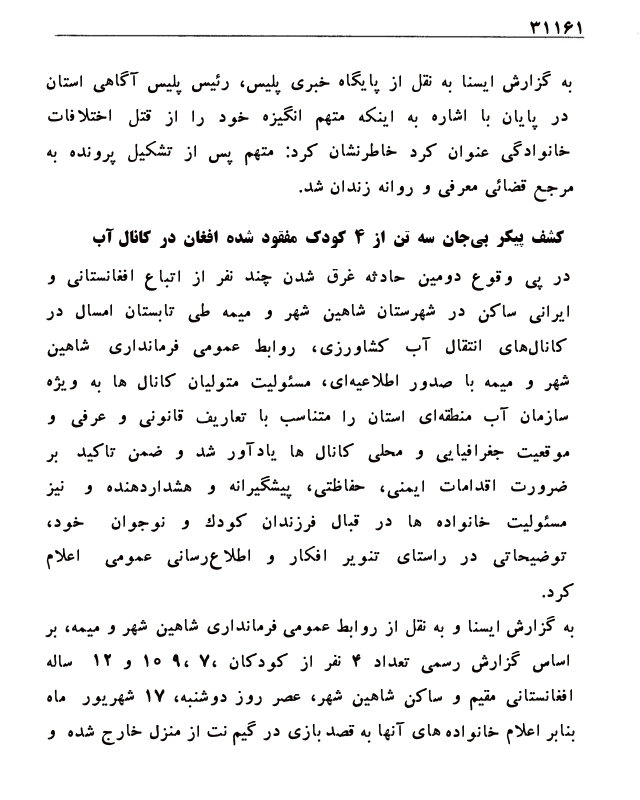 ۳۱۱۶۱
به گزارش ایسنا به نقل از پایگاه خبری پلیس، رئیس پلیس آگاهی استان
در پایان با اشاره به اینکه متهم انگیزه خود را از قتل اختلافات
خانوادگی عنوان کرد خاطرنشان کرد: متهم پس از تشکیل پرونده به
مرجع قضائی معرفی و روانه زندان شد.
کشف پیکر بی‌جان سه تن از ۴ کودک مفقود شده افغان در کانال آب
در پی وقوع دومین حادثه غرق شدن چند نفر از اتباع افغانستانی و
ایرانی ساکن در شهرستان شاهین شهر و میمه طی تابستان امسال در
کانال‌های انتقال آب کشاورزی، روابط عمومی فرمانداری شاهین
شهر و میمه با صدور اطلاعیه‌ای، مسئولیت متولیان کانال ها به ویژه
سازمان آب منطقه‌ای استان را متناسب با تعاریف قانونی و عرفی و
موقعیت جغرافیایی و محلی کانال ها یادآور شد و ضمن تاکید بر
ضرورت اقدامات ایمنی، حفاظتی، پیشگیرانه و هشداردهنده و نیز
مسئولیت خانواده ها در قبال فرزندان کودك و نوجوان خود،
توضیحاتی در راستای تنویر افکار و اطلاع‌رسانی عمومی اعلام
کرد.
به گزارش ایسنا و به نقل از روابط عمومی فرمانداری شاهین شهر و میمه، بر
اساس گزارش رسمی تعداد ۴ نفر از کودکان ۷، ۹، ۱۰ و ۱۲ ساله
افغانستانی مقیم و ساکن شاهین شهر، عصر روز دوشنبه، ۱۷ شهریور ماه
بنابر اعلام خانواده های آنها به قصد بازی در گیم نت از منزل خارج شده و